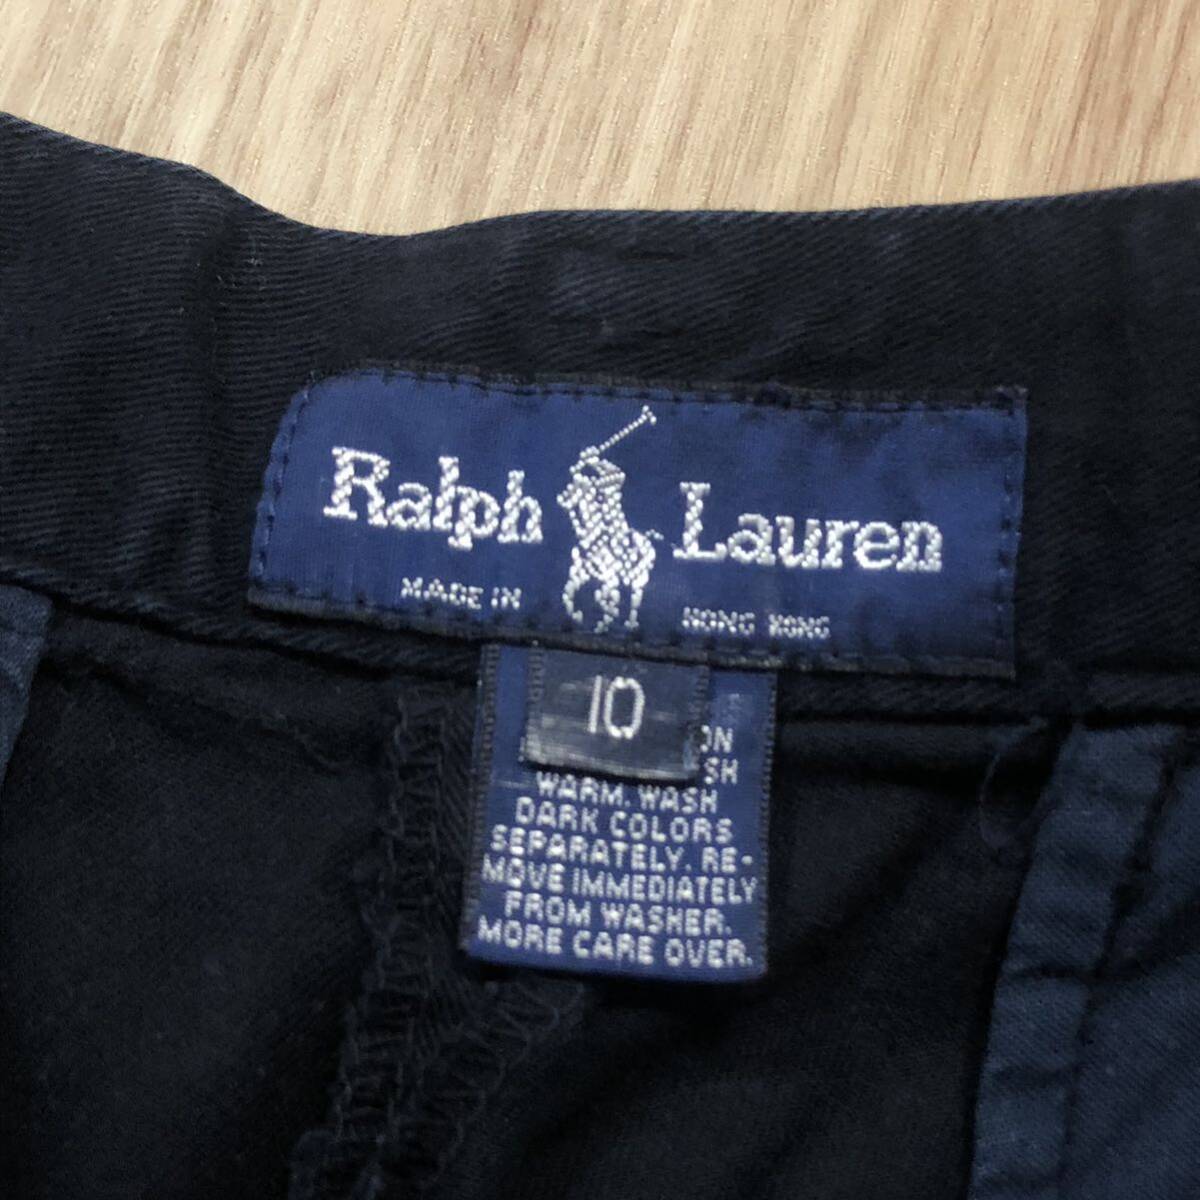 Ralph Lauren
MADE IN HONG KONG
10
WARM. WASH
DARK COLORS
SEPARATELY. RE-
MOVE IMMEDIATELY
FROM WASHER.
MORE CARE OVER.